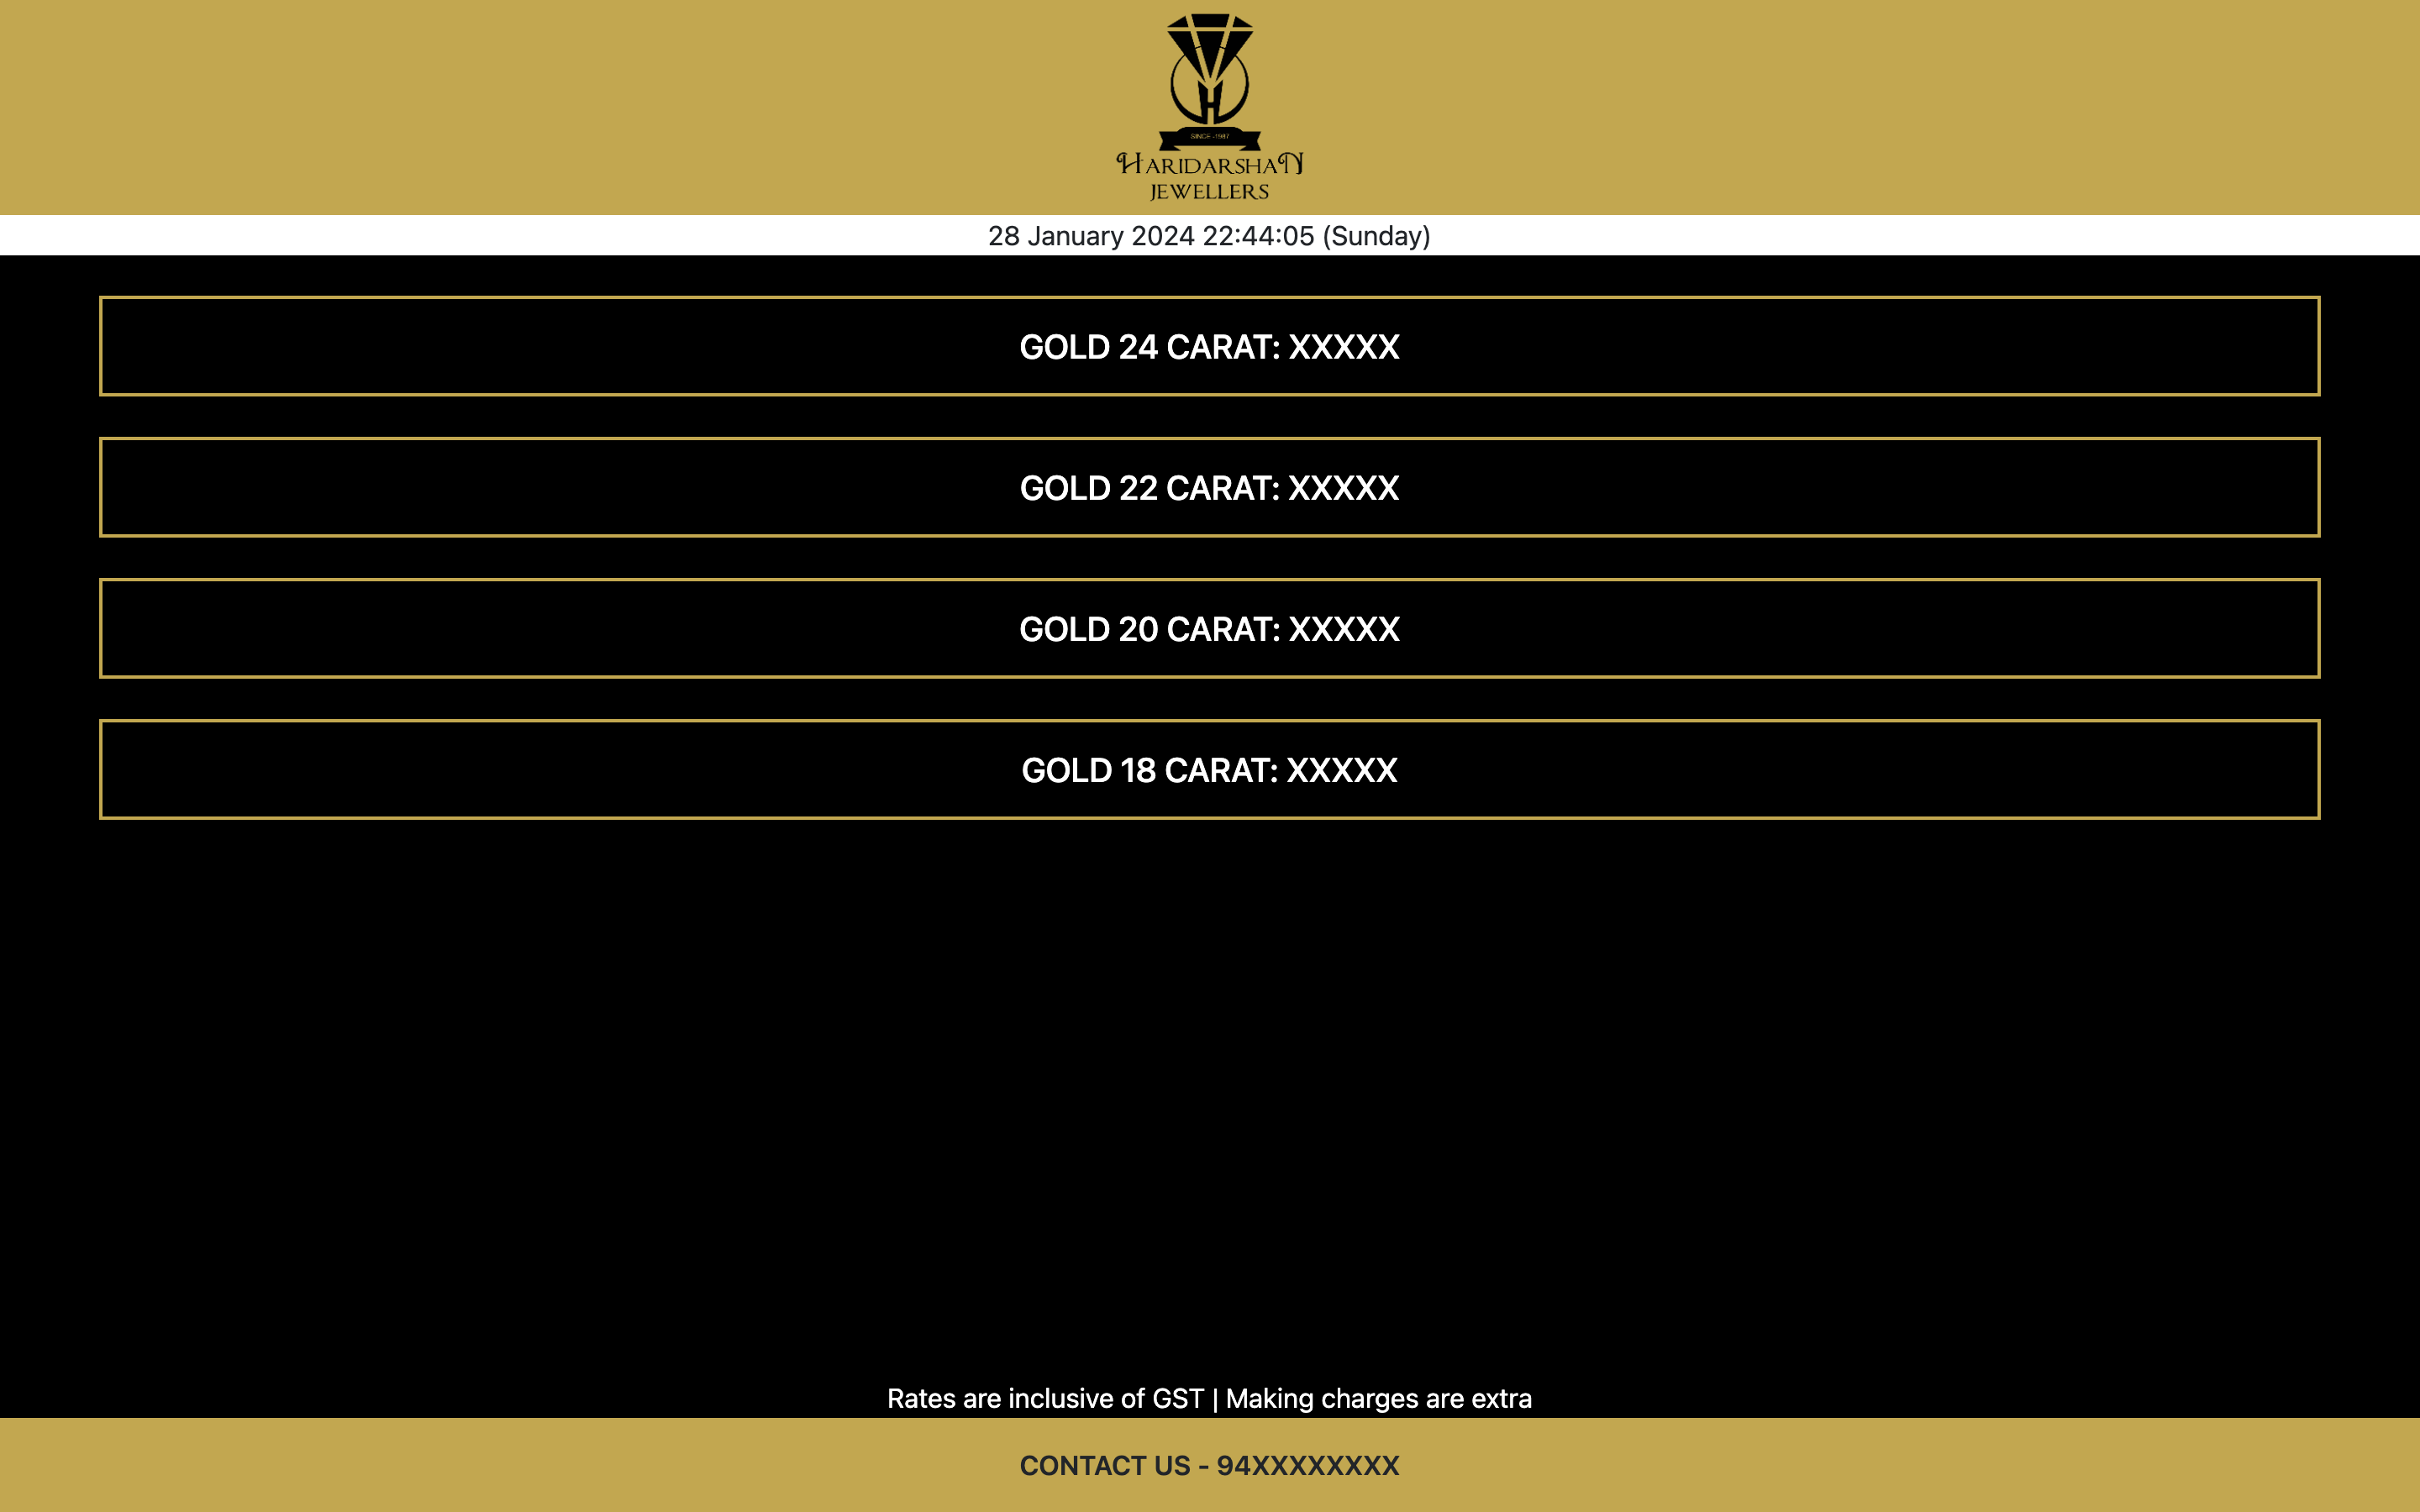 SINCE -1987
HARIDARSHAN
JEWELLERS
28 January 2024 22:44:05 (Sunday)
GOLD 24 CARAT: XXXXX
GOLD 22 CARAT: XXXXX
GOLD 20 CARAT: XXXXX
GOLD 18 CARAT: XXXXX
Rates are inclusive of GST | Making charges are extra
CONTACT US - 94XXXXXXXX